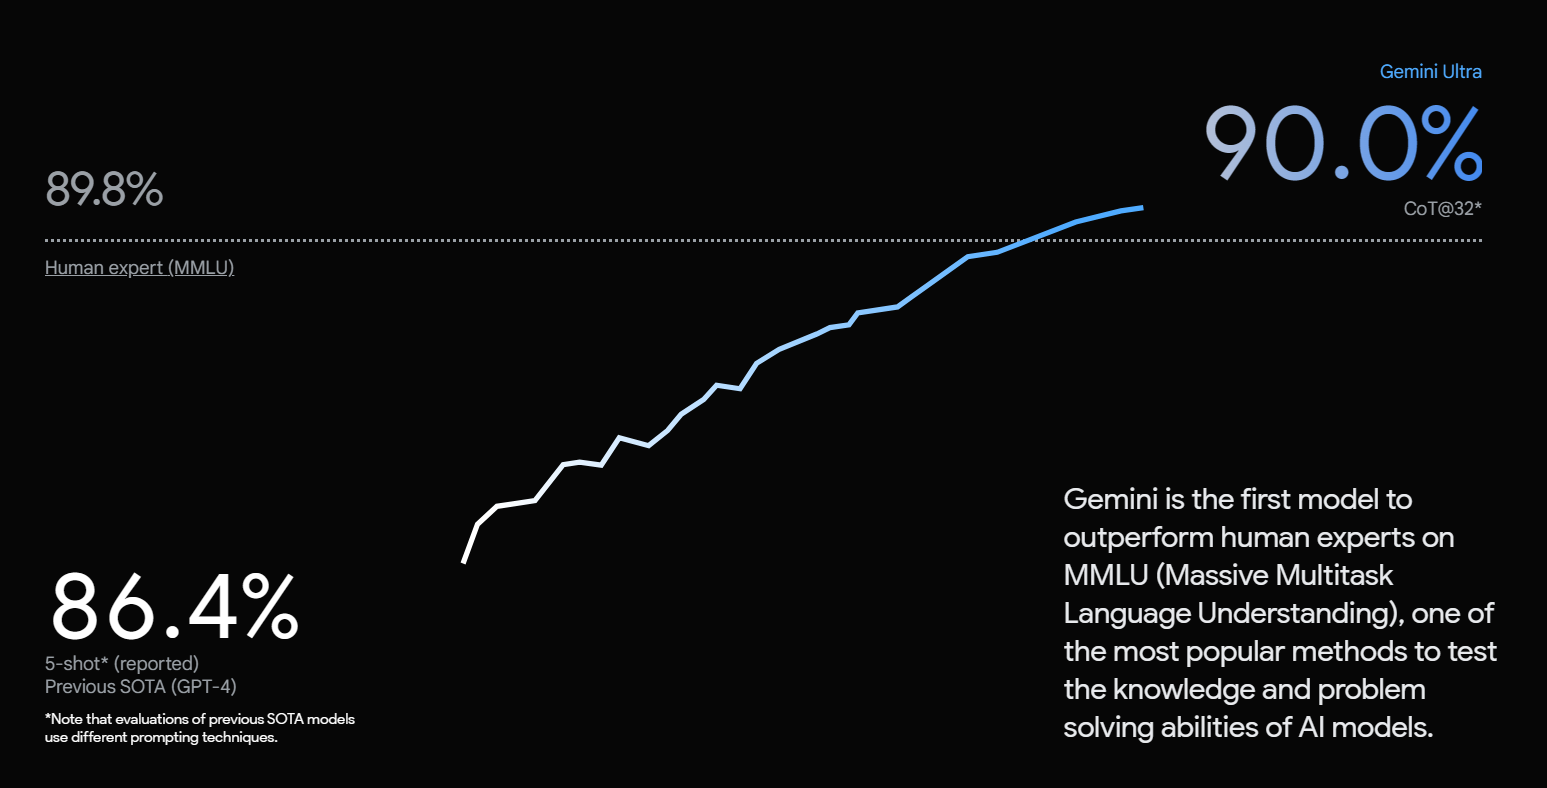 Gemini Ultra
90.0%
CoT@32*
89.8%
Human expert (MMLU)
86.4%
5-shot* (reported)
Previous SOTA (GPT-4)
*Note that evaluations of previous SOTA models
use different prompting techniques.
Gemini is the first model to
outperform human experts on
MMLU (Massive Multitask
Language Understanding), one of
the most popular methods to test
the knowledge and problem
solving abilities of AI models.